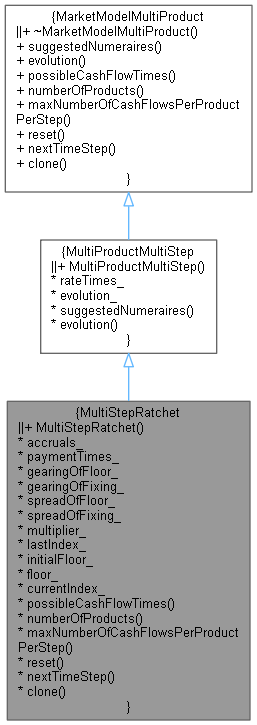 {MarketModelMultiProduct
||+ ~MarketModelMultiProduct()
+ suggestedNumeraires()
+ evolution()
+ possibleCashFlowTimes()
+ numberOfProducts()
+ maxNumberOfCashFlowsPerProduct
PerStep()
+ reset()
+ nextTimeStep()
+ clone()
}
{MultiProductMultiStep
||+ MultiProductMultiStep()
* rateTimes_
* evolution_
* suggestedNumeraires()
* evolution()
}
{MultiStepRatchet
||+ MultiStepRatchet()
* accruals_
* paymentTimes_
* gearingOfFloor_
* gearingOfFixing_
* spreadOfFloor_
* spreadOfFixing_
* multiplier_
* lastIndex_
* initialFloor_
* floor_
* currentIndex_
* possibleCashFlowTimes()
* numberOfProducts()
* maxNumberOfCashFlowsPerProduct
PerStep()
* reset()
* nextTimeStep()
* clone()
}